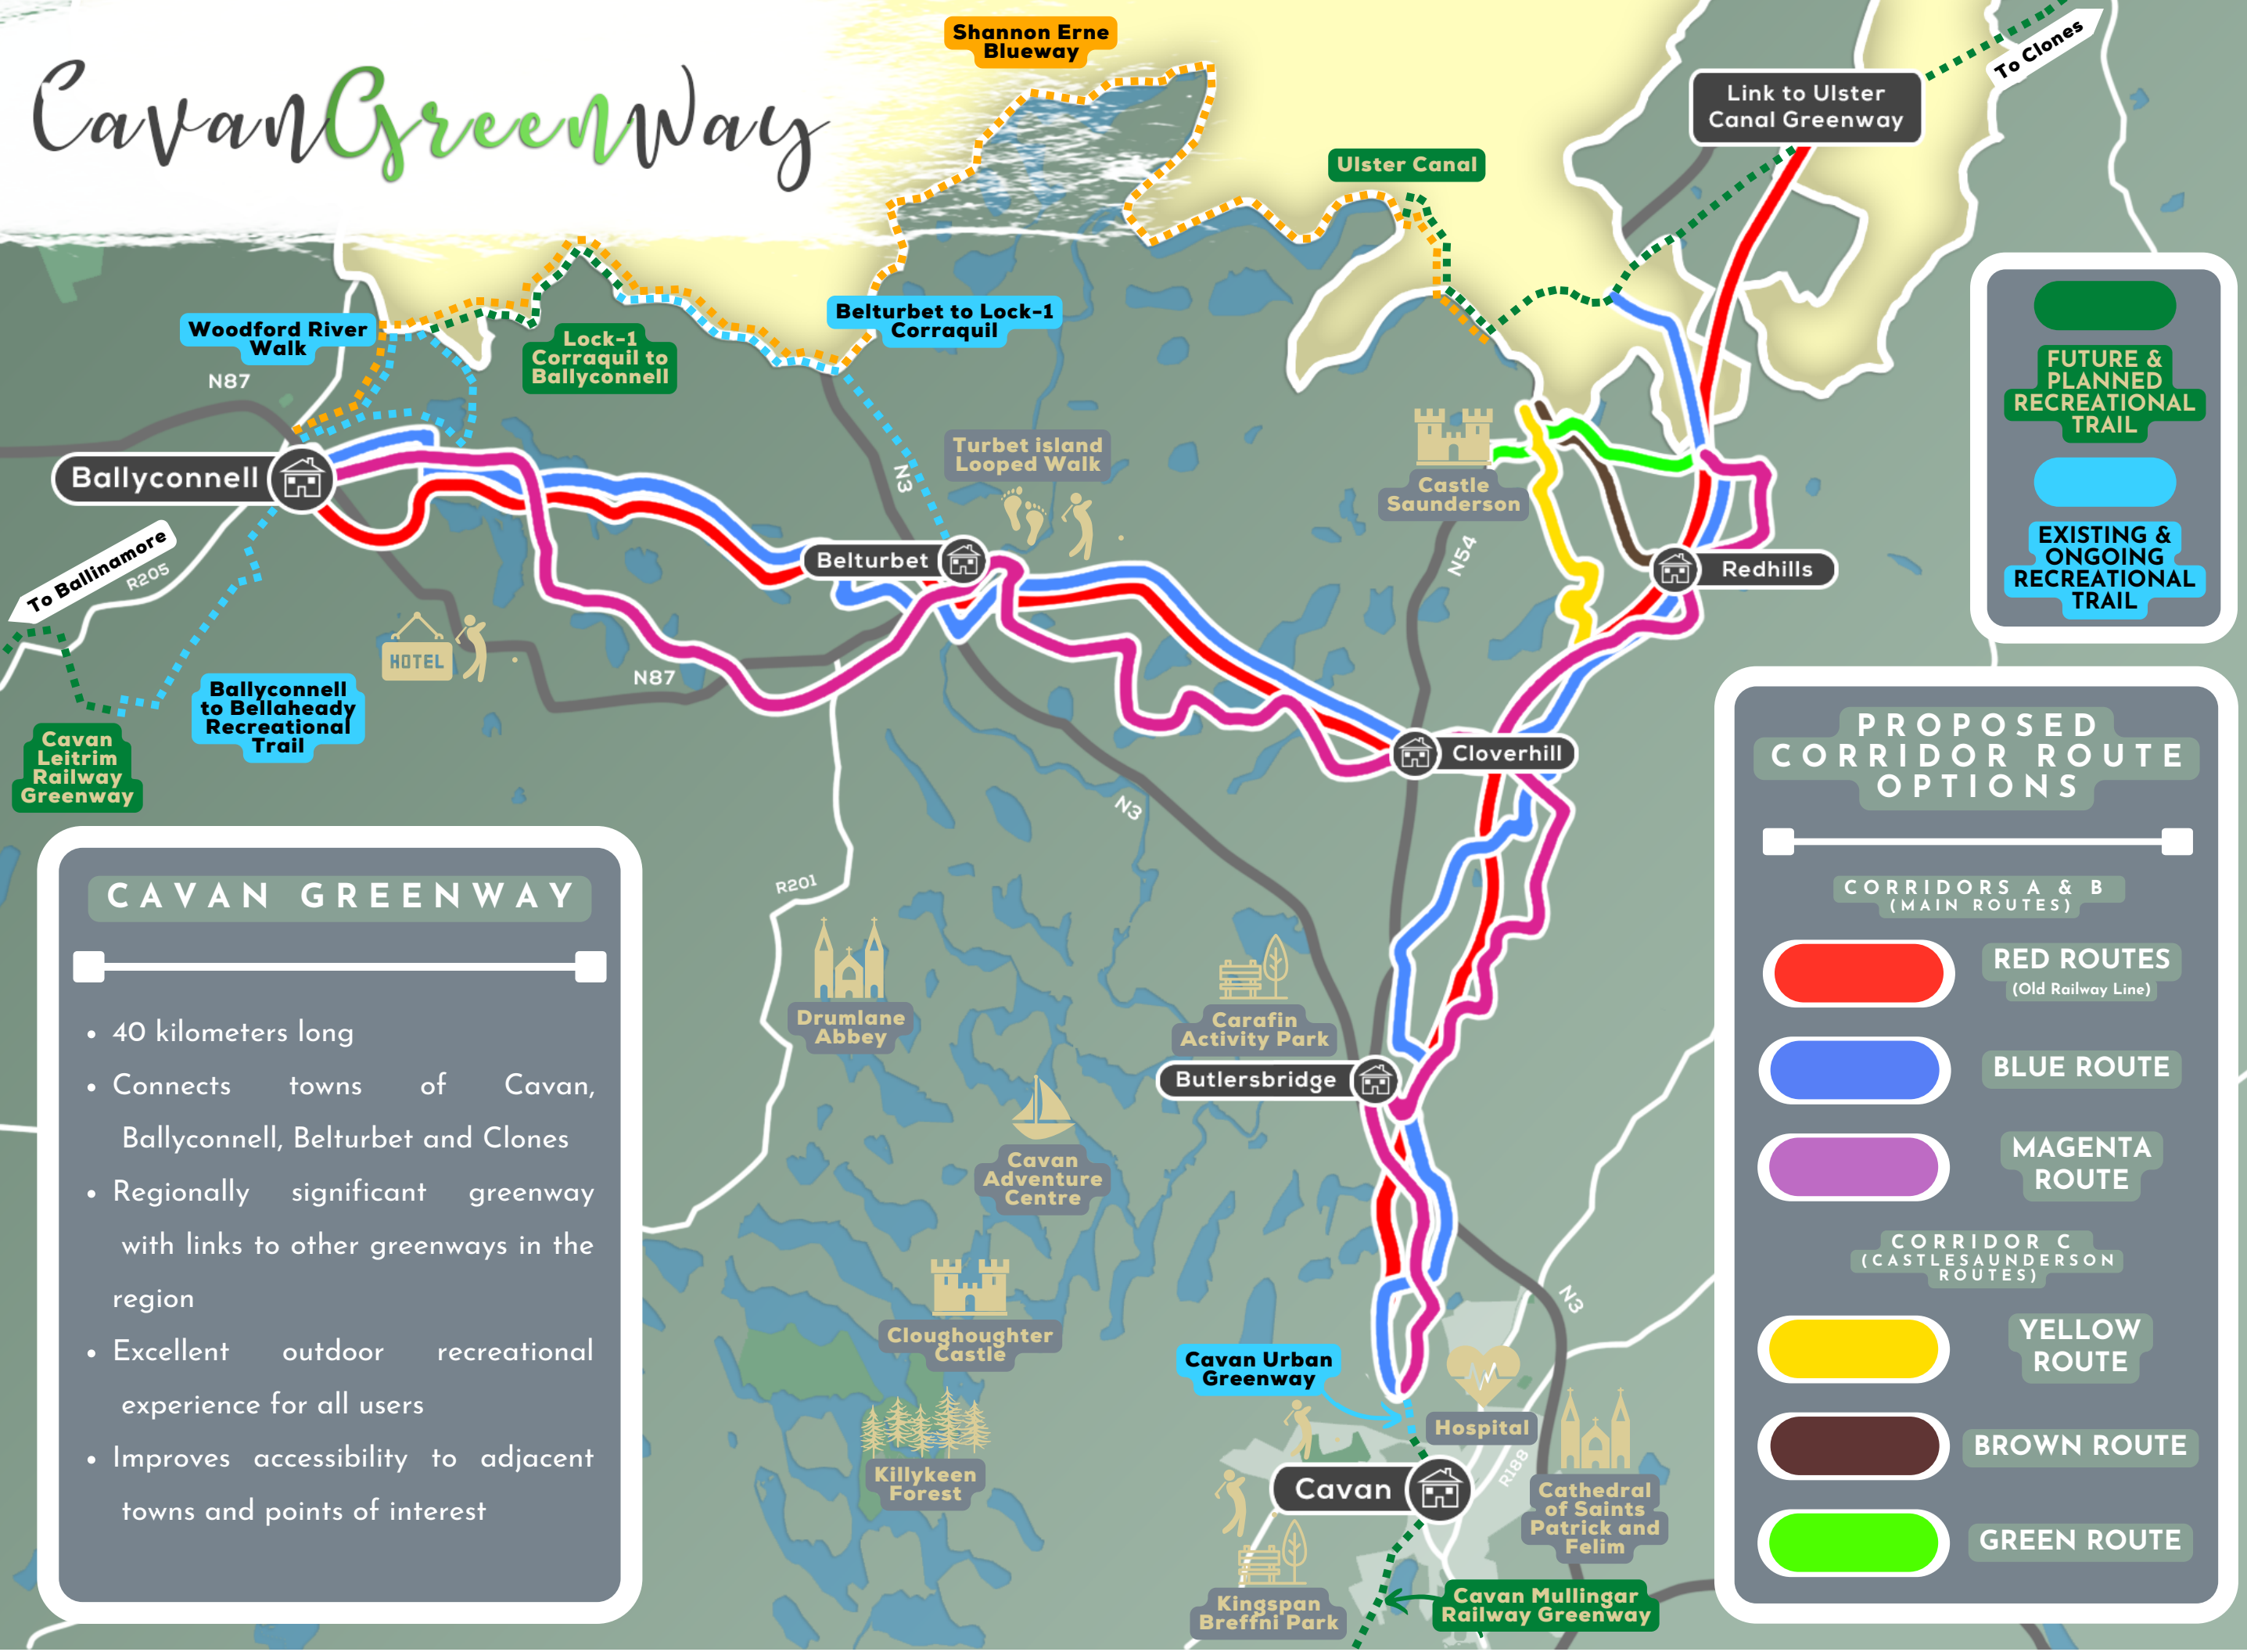 CavanGreenWay
Shannon Erne
Blueway
To Clones
Link to Ulster
Canal Greenway
Ulster Canal
Woodford River
Walk
Lock-1
Corraquil to
Ballyconnell
Belturbet to Lock-1
Corraquil
N87
Ballyconnell
Turbet island
Looped Walk
N3
Castle
Saunderson
N54
Belturbet
Redhills
To Ballinamore
R205
HOTEL
N87
Ballyconnell
to Bellaheady
Recreational
Trail
Cavan
Leitrim
Railway
Greenway
Cloverhill
N3
R201
Drumlane
Abbey
Carafin
Activity Park
Butlersbridge
Cavan
Adventure
Centre
Cloughoughter
Castle
N3
Cavan Urban
Greenway
Hospital
Killykeen
Forest
R188
Cavan
Cathedral
of Saints
Patrick and
Felim
Kingspan
Breffni Park
Cavan Mullingar
Railway Greenway
CAVAN GREENWAY
• 40 kilometers long
• Connects towns of Cavan,
Ballyconnell, Belturbet and Clones
• Regionally significant greenway
with links to other greenways in the
region
• Excellent outdoor recreational
experience for all users
• Improves accessibility to adjacent
towns and points of interest
FUTURE &
PLANNED
RECREATIONAL
TRAIL
EXISTING &
ONGOING
RECREATIONAL
TRAIL
PROPOSED
CORRIDOR ROUTE
OPTIONS
CORRIDORS A & B
(MAIN ROUTES)
RED ROUTES
(Old Railway Line)
BLUE ROUTE
MAGENTA
ROUTE
CORRIDOR C
(CASTLESAUNDERSON
ROUTES)
YELLOW
ROUTE
BROWN ROUTE
GREEN ROUTE